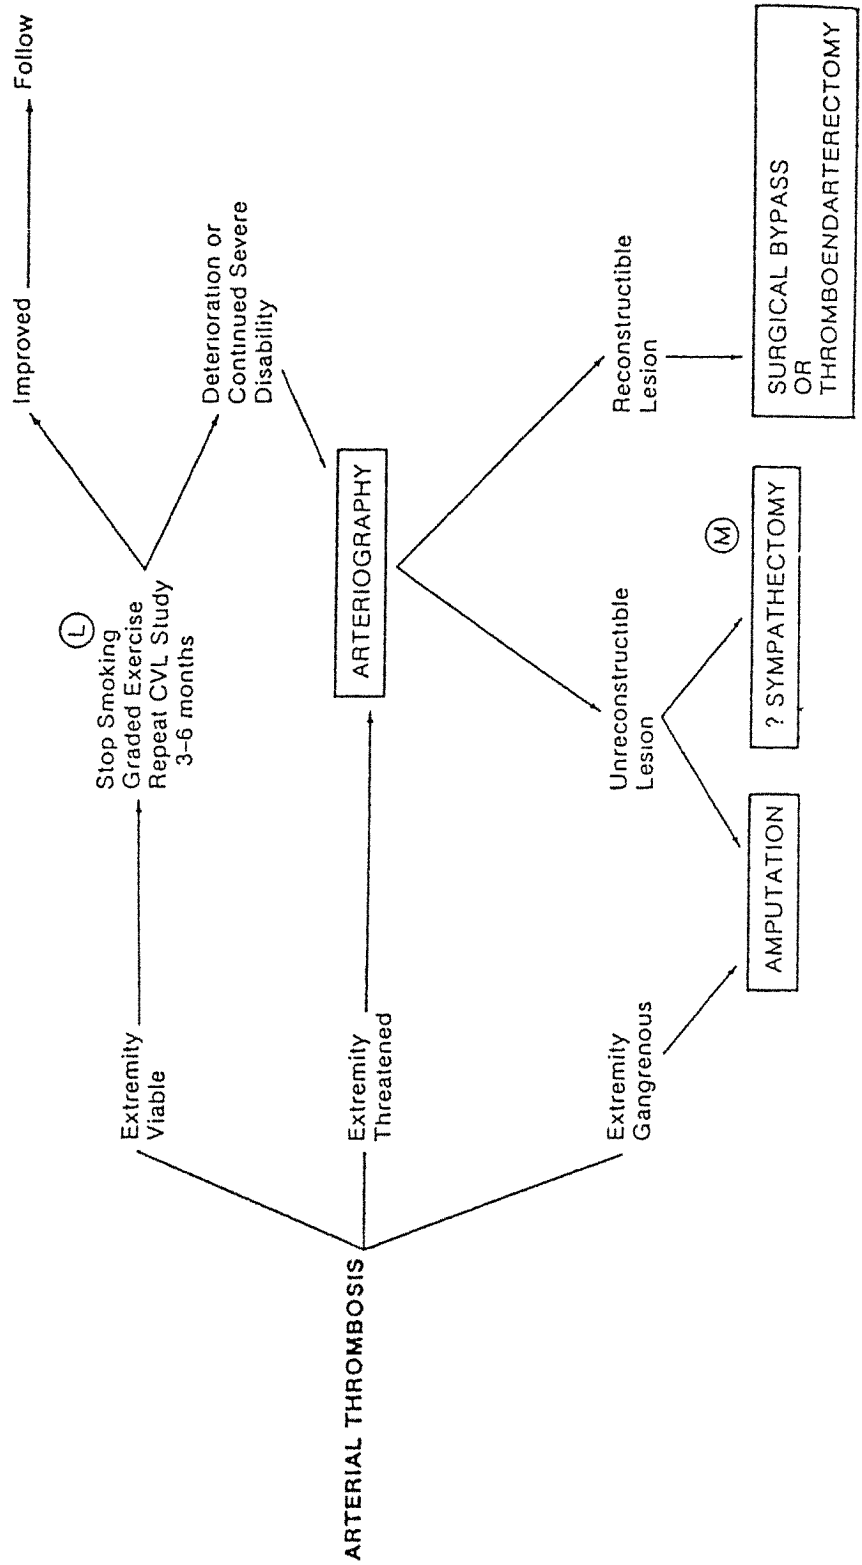 ARTERIAL THROMBOSIS
Extremity
Viable
L
Stop Smoking
Graded Exercise
Repeat CVL Study
3-6 months
Improved
Follow
Deterioration or
Continued Severe
Disability
Extremity
Threatened
ARTERIOGRAPHY
Extremity
Gangrenous
Unreconstructible
Lesion
Reconstructible
Lesion
AMPUTATION
M
? SYMPATHECTOMY
SURGICAL BYPASS
OR
THROMBOENDARTERECTOMY